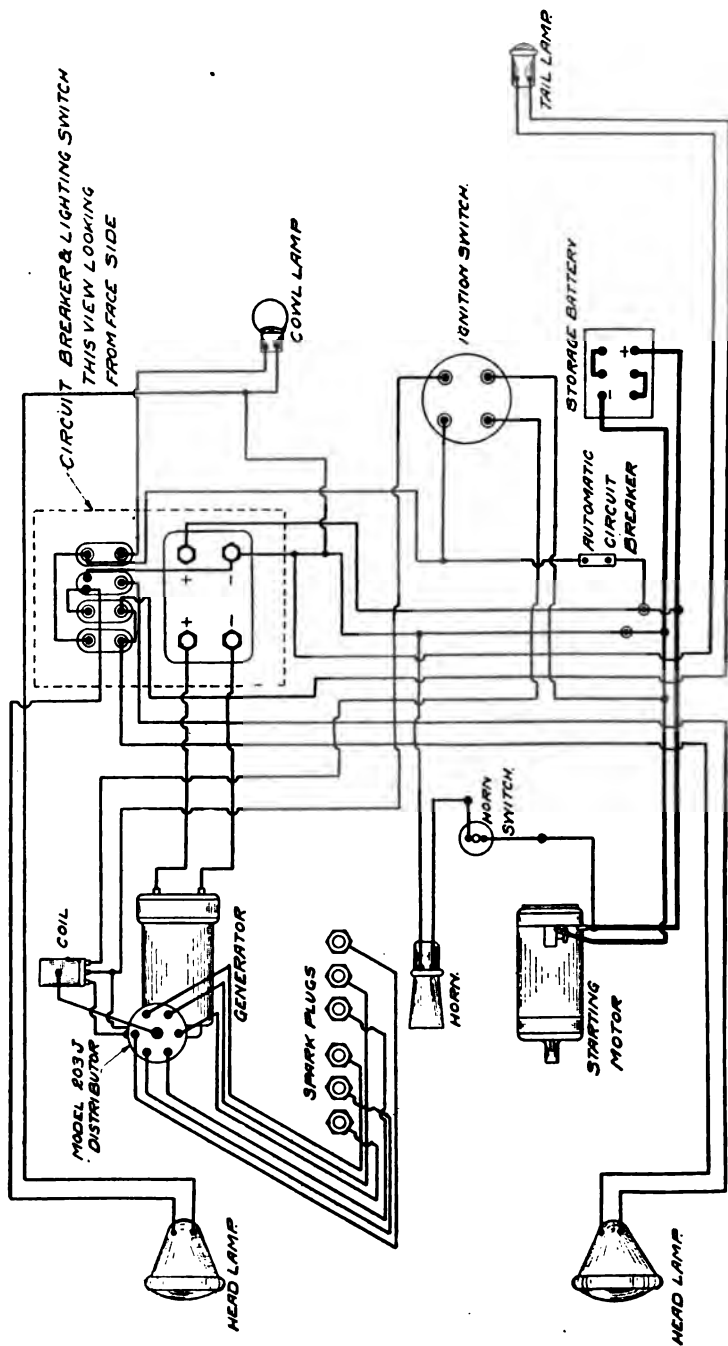 CIRCUIT BREAKER & LIGHTING SWITCH
THIS VIEW LOOKING
FROM FACE SIDE
COWL LAMP
TAIL LAMP.
IGNITION SWITCH.
STORAGE BATTERY
- +
AUTOMATIC
CIRCUIT
BREAKER
+ +
- -
COIL
MODEL 203 J
DISTRIBUTOR
GENERATOR
SPARK PLUGS
HORN
SWITCH.
HORN.
STARTING
MOTOR
HEAD LAMP.
HEAD LAMP.